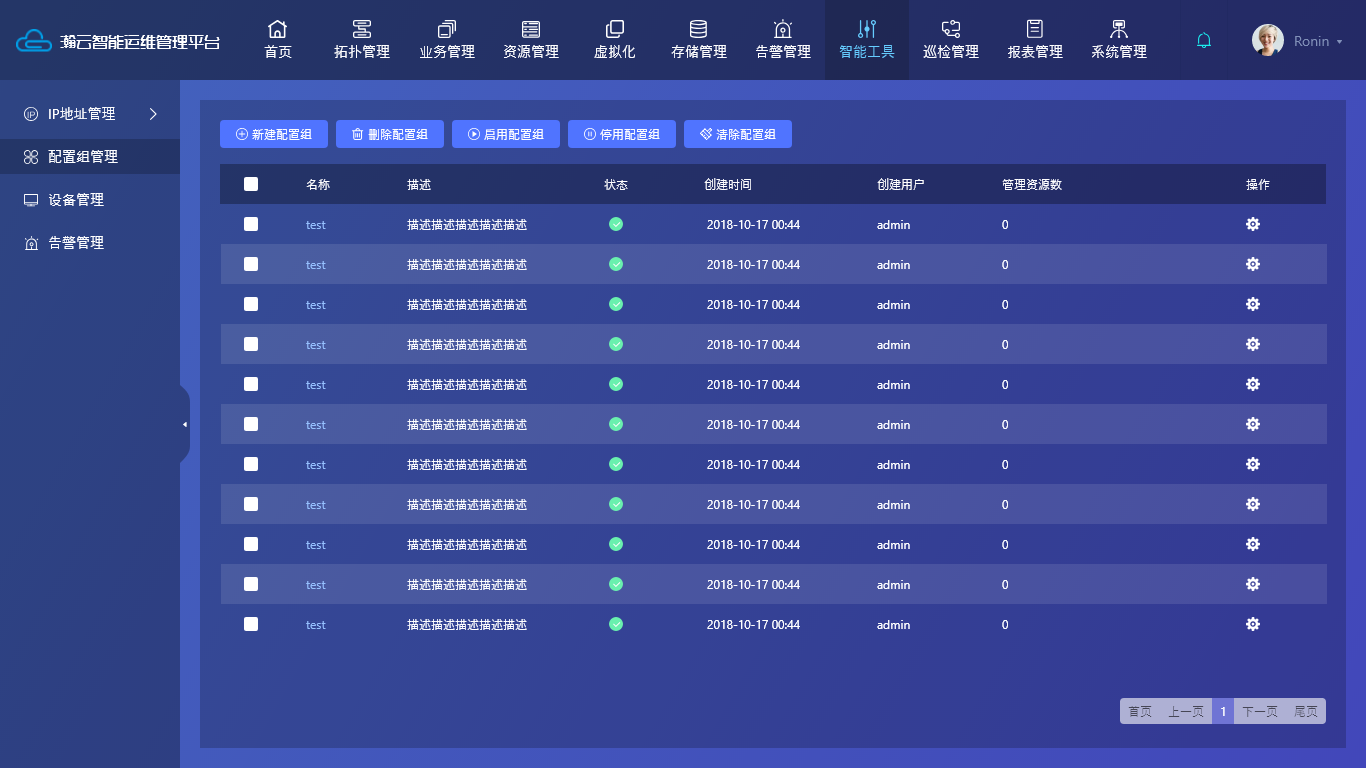 瀚云智能运维管理平台
首页 拓扑管理 业务管理 资源管理 虚拟化 存储管理 告警管理 智能工具 巡检管理 报表管理 系统管理 Ronin
IP地址管理
配置组管理
设备管理
告警管理
新建配置组 删除配置组 启用配置组 停用配置组 清除配置组
名称 描述 状态 创建时间 创建用户 管理资源数 操作
test 描述描述描述描述描述 2018-10-17 00:44 admin 0
test 描述描述描述描述描述 2018-10-17 00:44 admin 0
test 描述描述描述描述描述 2018-10-17 00:44 admin 0
test 描述描述描述描述描述 2018-10-17 00:44 admin 0
test 描述描述描述描述描述 2018-10-17 00:44 admin 0
test 描述描述描述描述描述 2018-10-17 00:44 admin 0
test 描述描述描述描述描述 2018-10-17 00:44 admin 0
test 描述描述描述描述描述 2018-10-17 00:44 admin 0
test 描述描述描述描述描述 2018-10-17 00:44 admin 0
test 描述描述描述描述描述 2018-10-17 00:44 admin 0
test 描述描述描述描述描述 2018-10-17 00:44 admin 0
首页 上一页 1 下一页 尾页